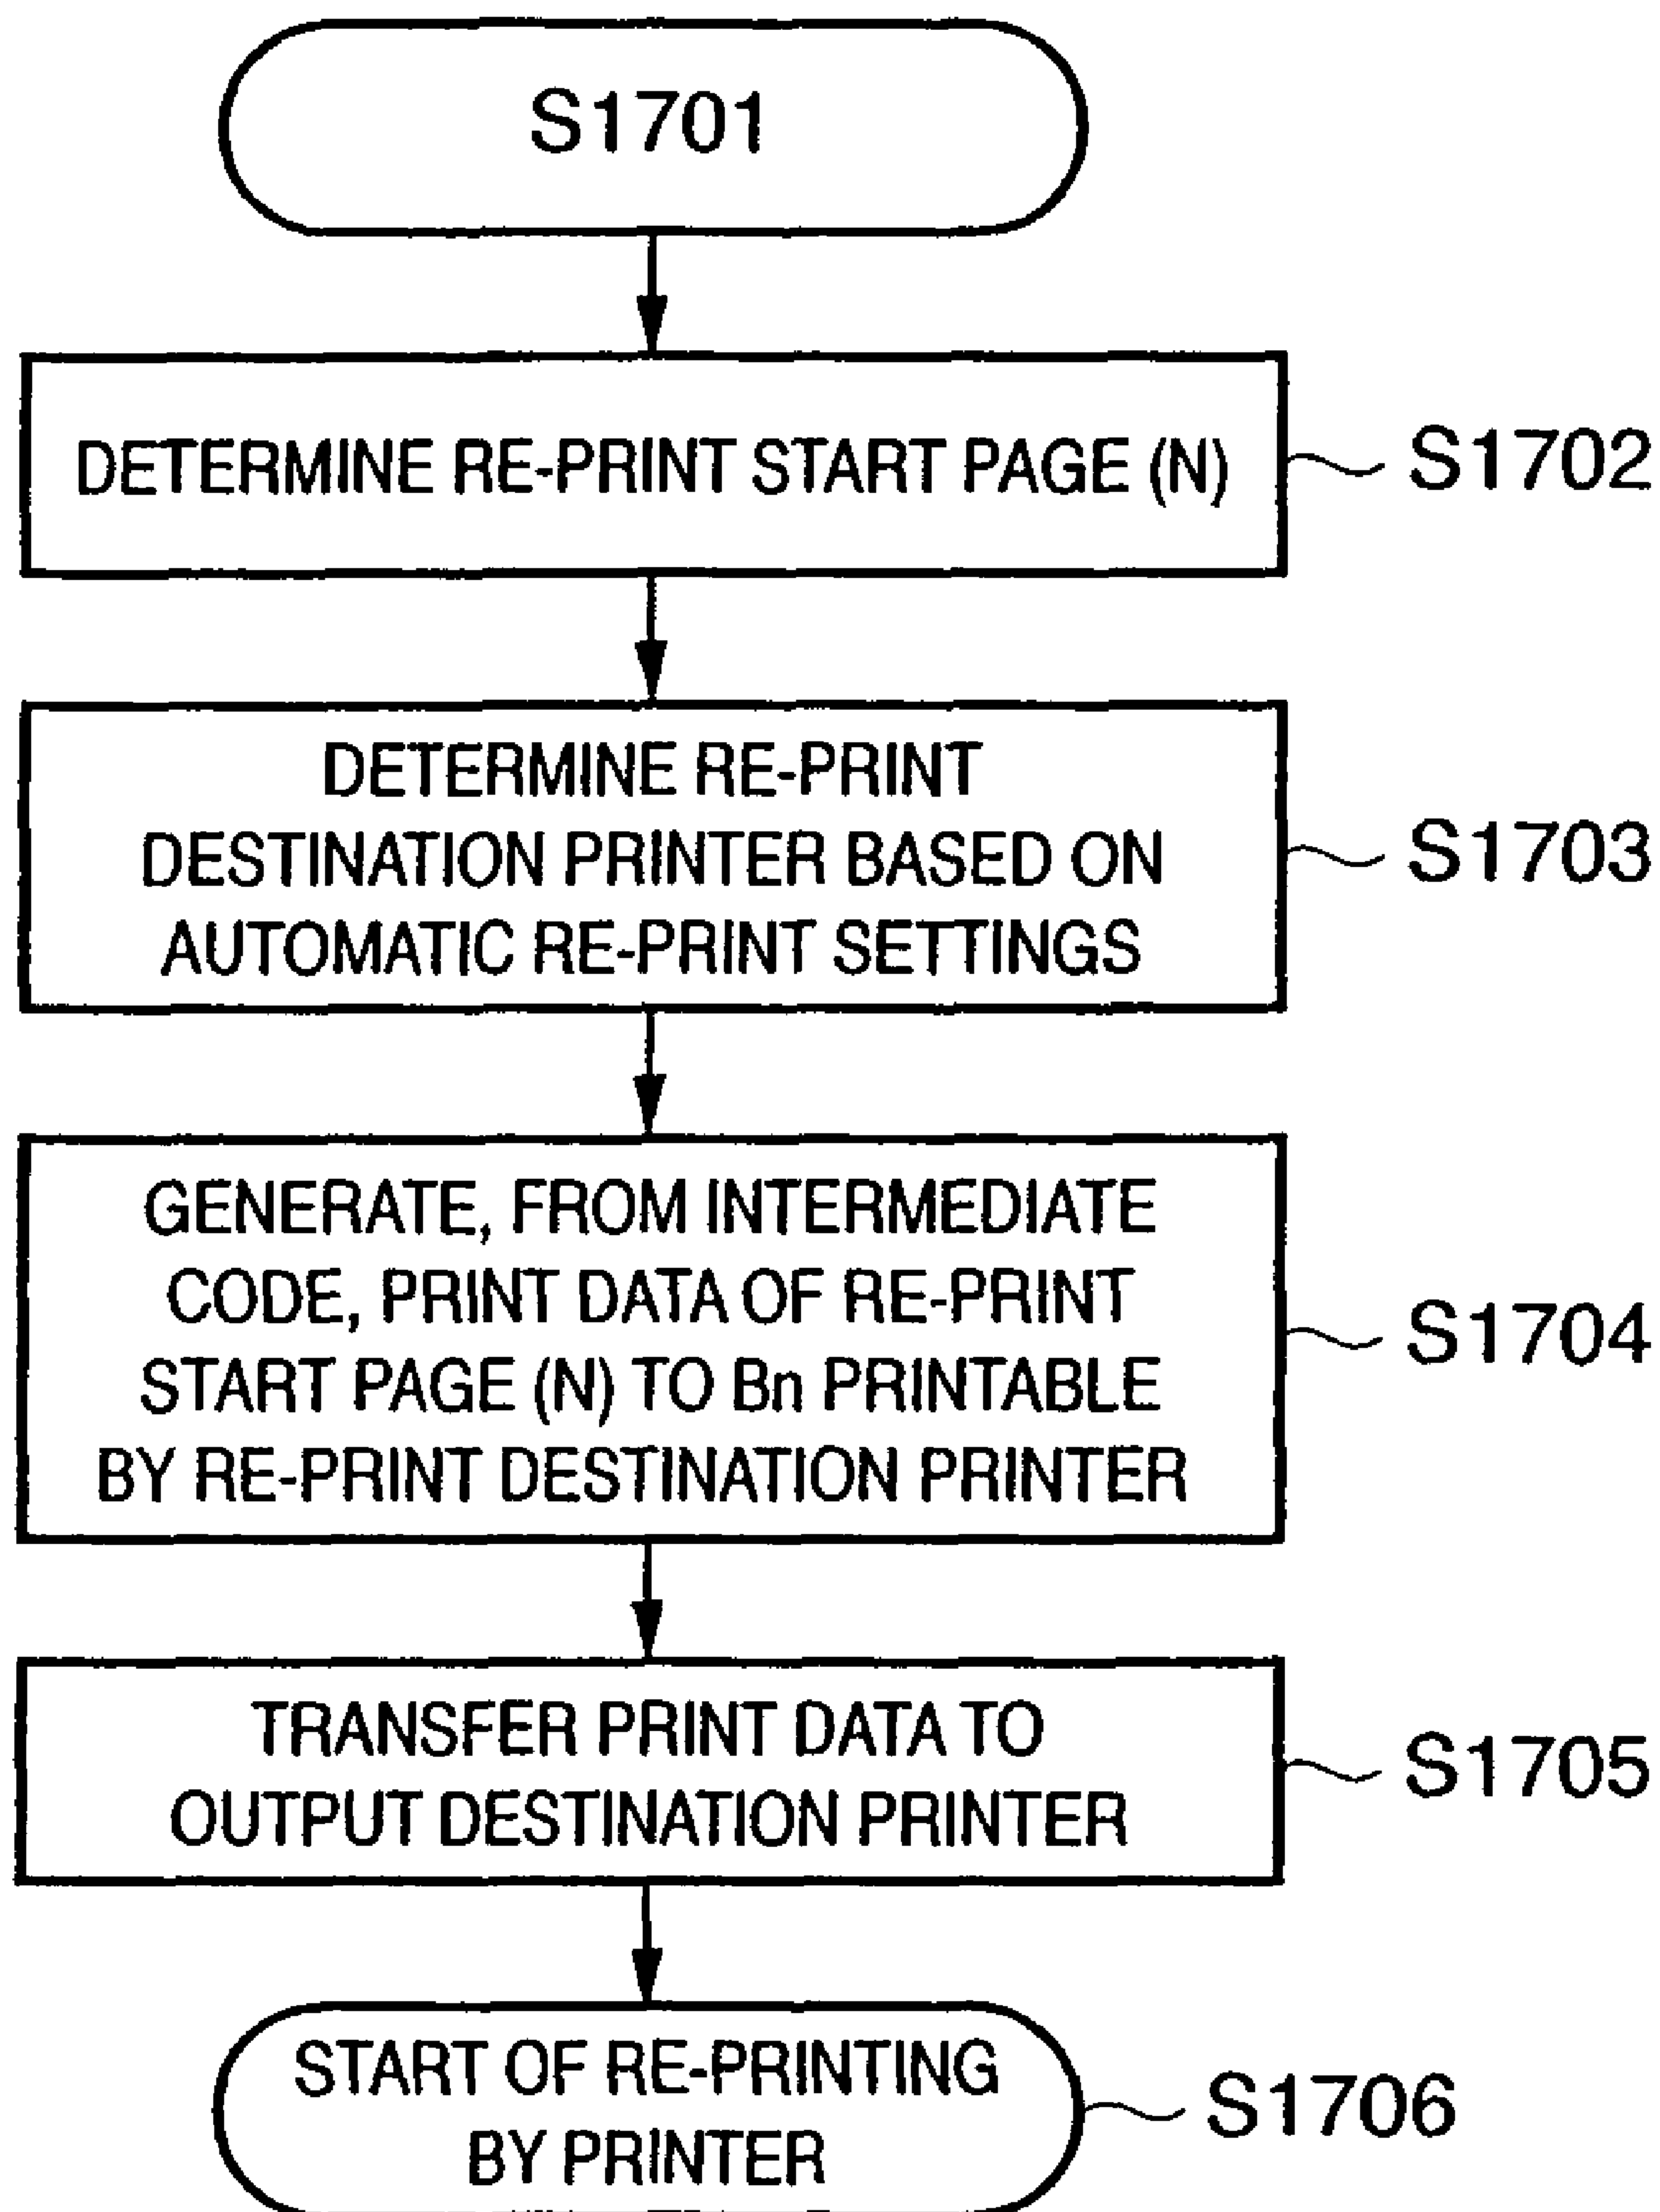 S1701
DETERMINE RE-PRINT START PAGE (N)
S1702
DETERMINE RE-PRINT
DESTINATION PRINTER BASED ON
AUTOMATIC RE-PRINT SETTINGS
S1703
GENERATE, FROM INTERMEDIATE
CODE, PRINT DATA OF RE-PRINT
START PAGE (N) TO Bn PRINTABLE
BY RE-PRINT DESTINATION PRINTER
S1704
TRANSFER PRINT DATA TO
OUTPUT DESTINATION PRINTER
S1705
START OF RE-PRINTING
BY PRINTER
S1706